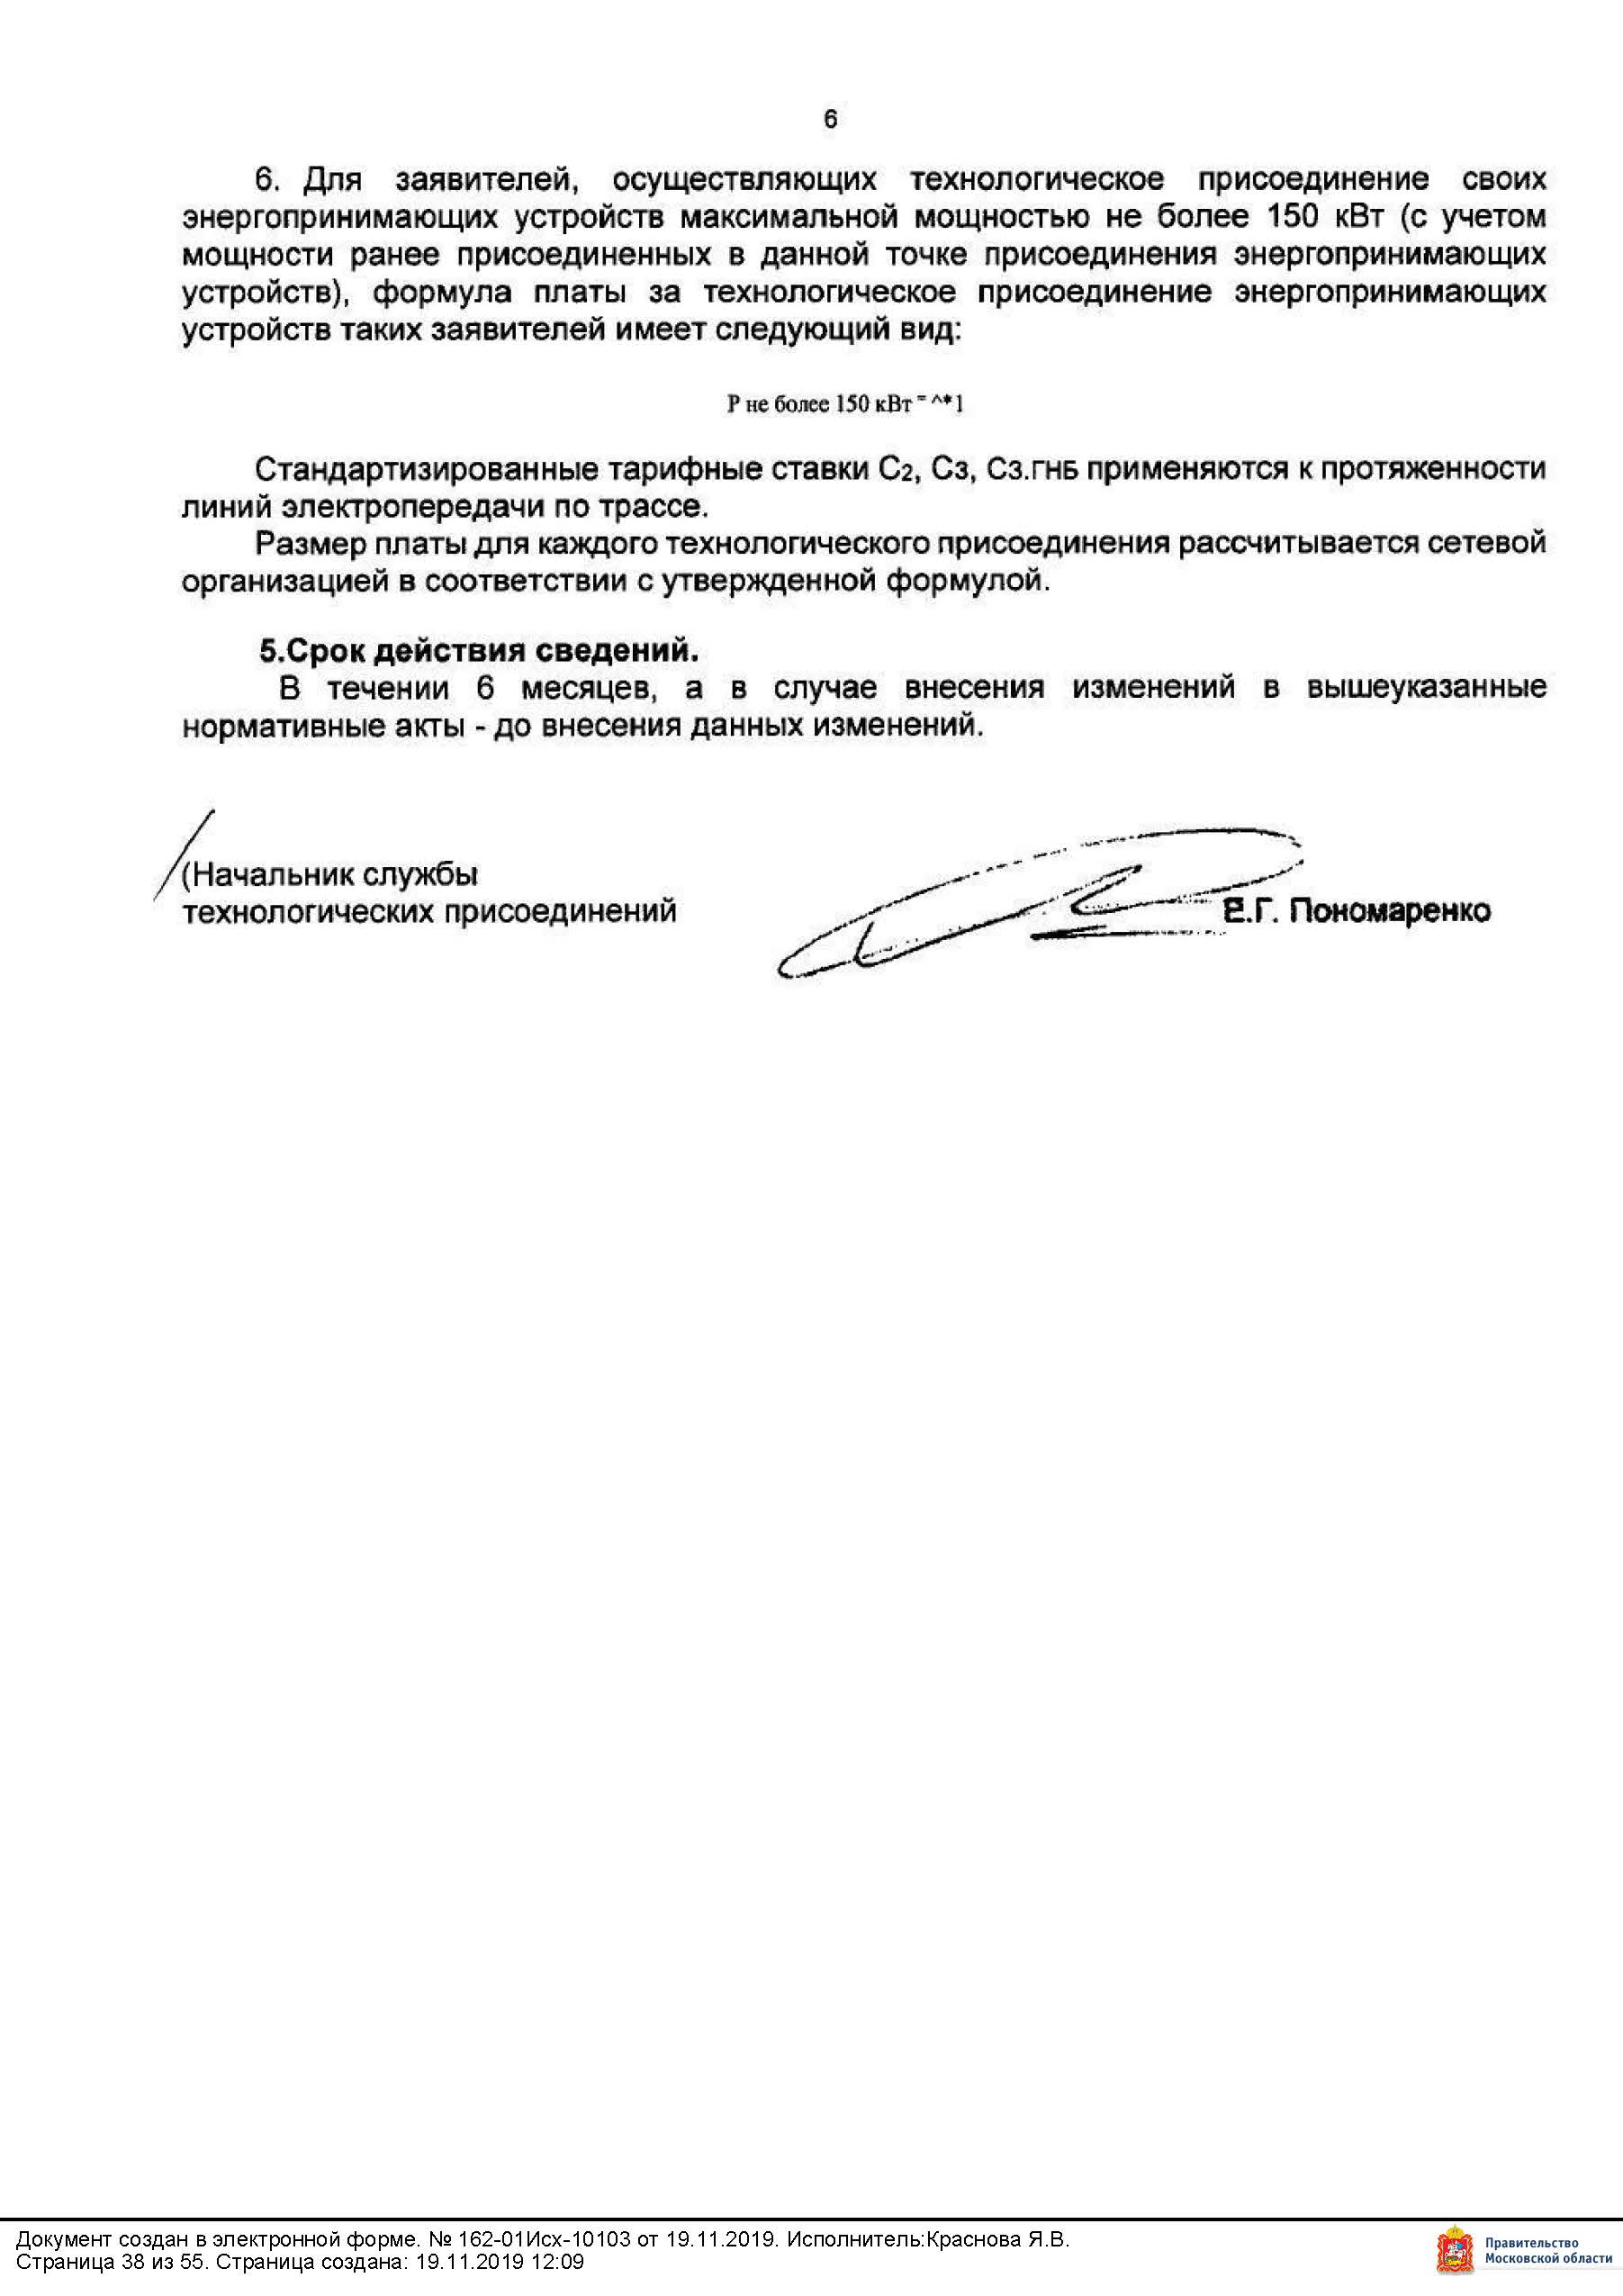 6
6. Для заявителей, осуществляющих технологическое присоединение своих
энергопринимающих устройств максимальной мощностью не более 150 кВт (с учетом
мощности ранее присоединенных в данной точке присоединения энергопринимающих
устройств), формула платы за технологическое присоединение энергопринимающих
устройств таких заявителей имеет следующий вид:
Р не более 150 кВт = ^*1
Стандартизированные тарифные ставки С2, С3, С3.ГНБ применяются к протяженности
линий электропередачи по трассе.
Размер платы для каждого технологического присоединения рассчитывается сетевой
организацией в соответствии с утвержденной формулой.
5.Срок действия сведений.
В течении 6 месяцев, а в случае внесения изменений в вышеуказанные
нормативные акты - до внесения данных изменений.
(Начальник службы
технологических присоединений
Е.Г. Пономаренко
Документ создан в электронной форме. № 162-01Исх-10103 от 19.11.2019. Исполнитель:Краснова Я.В.
Страница 38 из 55. Страница создана: 19.11.2019 12:09
Правительство
Московской области